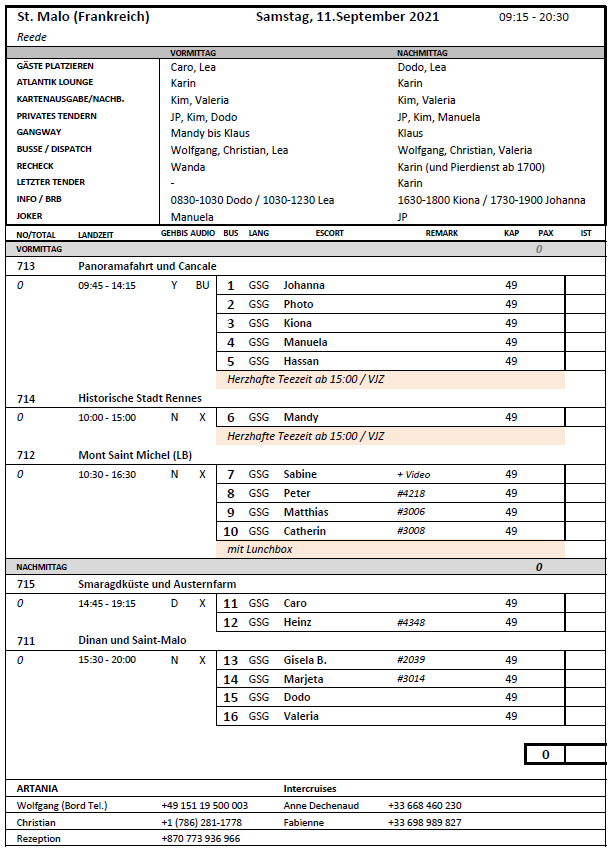 St. Malo (Frankreich) Samstag, 11.September 2021 09:15 - 20:30
Reede
VORMITTAG NACHMITTAG
GÄSTE PLATZIEREN Caro, Lea Dodo, Lea
ATLANTIK LOUNGE Karin Karin
KARTENAUSGABE/NACHB. Kim, Valeria Kim, Valeria
PRIVATES TENDERN JP, Kim, Dodo JP, Kim, Manuela
GANGWAY Mandy bis Klaus Klaus
BUSSE / DISPATCH Wolfgang, Christian, Lea Wolfgang, Christian, Valeria
RECHECK Wanda Karin (und Pierdienst ab 1700)
LETZTER TENDER - Karin
INFO / BRB 0830-1030 Dodo / 1030-1230 Lea 1630-1800 Kiona / 1730-1900 Johanna
JOKER Manuela JP
NO/TOTAL LANDZEIT GEHBIS AUDIO BUS LANG ESCORT REMARK KAP PAX IST
VORMITTAG 0
713 Panoramafahrt und Cancale
0 09:45 - 14:15 Y BU 1 GSG Johanna 49
2 GSG Photo 49
3 GSG Kiona 49
4 GSG Manuela 49
5 GSG Hassan 49
Herzhafte Teezeit ab 15:00 / VJZ
714 Historische Stadt Rennes
0 10:00 - 15:00 N X 6 GSG Mandy 49
Herzhafte Teezeit ab 15:00 / VJZ
712 Mont Saint Michel (LB)
0 10:30 - 16:30 N X 7 GSG Sabine + Video 49
8 GSG Peter #4218 49
9 GSG Matthias #3006 49
10 GSG Catherin #3008 49
mit Lunchbox
NACHMITTAG 0
715 Smaragdküste und Austernfarm
0 14:45 - 19:15 D X 11 GSG Caro 49
12 GSG Heinz #4348 49
711 Dinan und Saint-Malo
0 15:30 - 20:00 N X 13 GSG Gisela B. #2039 49
14 GSG Marjeta #3014 49
15 GSG Dodo 49
16 GSG Valeria 49
0
ARTANIA Intercruises
Wolfgang (Bord Tel.) +49 151 19 500 003 Anne Dechenaud +33 668 460 230
Christian +1 (786) 281-1778 Fabienne +33 698 989 827
Rezeption +870 773 936 966